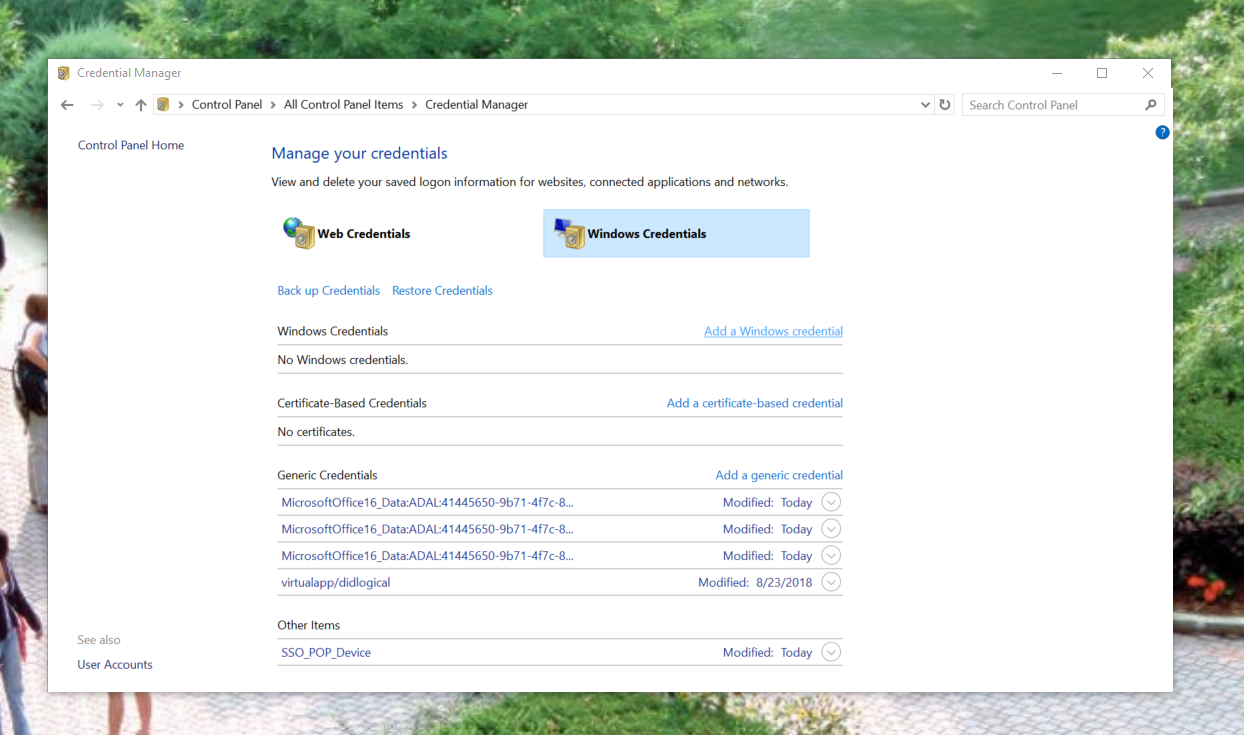 Credential Manager
Control Panel > All Control Panel Items > Credential Manager
Search Control Panel
?
Control Panel Home
Manage your credentials
View and delete your saved logon information for websites, connected applications and networks.
Web Credentials
Windows Credentials
Back up Credentials Restore Credentials
Windows Credentials Add a Windows credential
No Windows credentials.
Certificate-Based Credentials Add a certificate-based credential
No certificates.
Generic Credentials Add a generic credential
MicrosoftOffice16_Data:ADAL:41445650-9b71-4f7c-8... Modified: Today
MicrosoftOffice16_Data:ADAL:41445650-9b71-4f7c-8... Modified: Today
MicrosoftOffice16_Data:ADAL:41445650-9b71-4f7c-8... Modified: Today
virtualapp/didlogical Modified: 8/23/2018
Other Items
SSO_POP_Device Modified: Today
See also
User Accounts